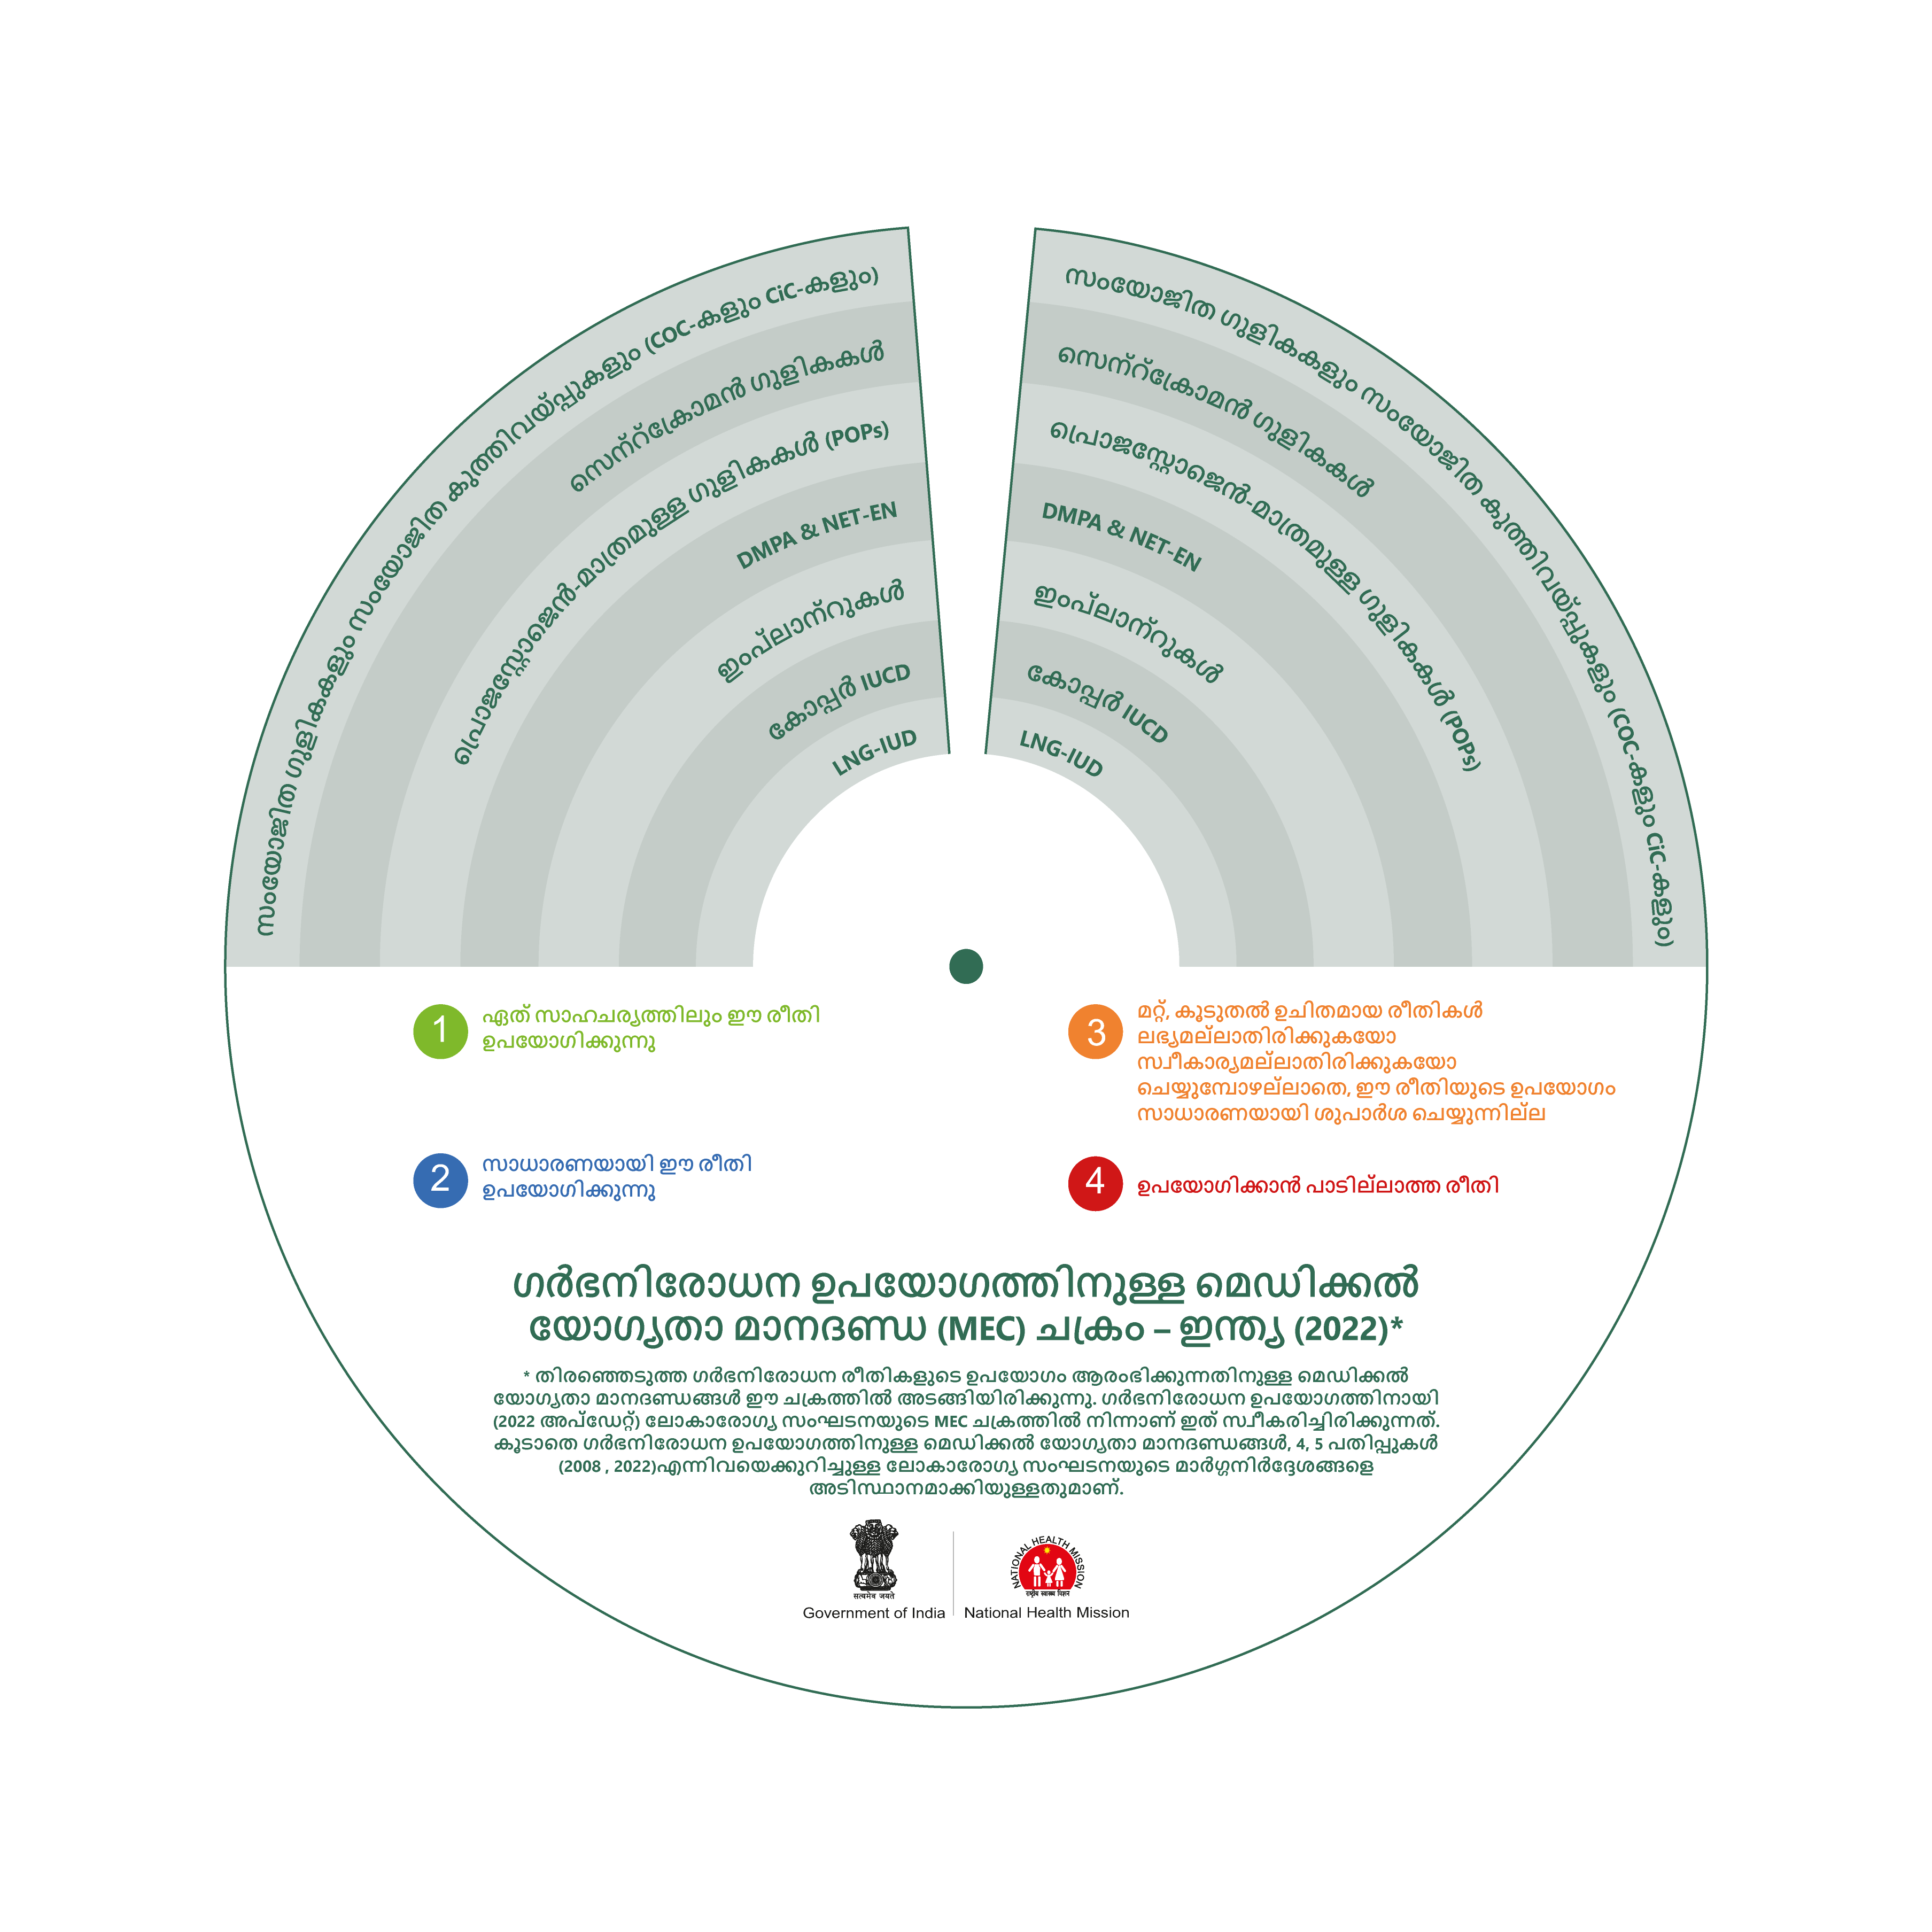 സംയോജിത ഗുളികകളും സംയോജിത കുത്തിവയ്പ്പുകളും (COC-കളും CiC-കളും)
സെന്റ്ക്രോമൻ ഗുളികകൾ
പ്രൊജസ്റ്റോജെൻ-മാത്രമുള്ള ഗുളികകൾ (POPs)
DMPA & NET-EN
ഇംപ്ലാന്റുകൾ
കോപ്പർ IUCD
LNG-IUD
സംയോജിത ഗുളികകളും സംയോജിത കുത്തിവയ്പ്പുകളും (COC-കളും CiC-കളും)
സെന്റ്ക്രോമൻ ഗുളികകൾ
പ്രൊജസ്റ്റോജെൻ-മാത്രമുള്ള ഗുളികകൾ (POPs)
DMPA & NET-EN
ഇംപ്ലാന്റുകൾ
കോപ്പർ IUCD
LNG-IUD
1 ഏത് സാഹചര്യത്തിലും ഈ രീതി
ഉപയോഗിക്കുന്നു
2 സാധാരണയായി ഈ രീതി
ഉപയോഗിക്കുന്നു
3 മറ്റ്, കൂടുതൽ ഉചിതമായ രീതികൾ
ലഭ്യമല്ലാതിരിക്കുകയോ
സ്വീകാര്യമല്ലാതിരിക്കുകയോ
ചെയ്യുമ്പോഴല്ലാതെ, ഈ രീതിയുടെ ഉപയോഗം
സാധാരണയായി ശുപാർശ ചെയ്യുന്നില്ല
4 ഉപയോഗിക്കാൻ പാടില്ലാത്ത രീതി
ഗർഭനിരോധന ഉപയോഗത്തിനുള്ള മെഡിക്കൽ
യോഗ്യതാ മാനദണ്ഡ (MEC) ചക്രം – ഇന്ത്യ (2022)*
* തിരഞ്ഞെടുത്ത ഗർഭനിരോധന രീതികളുടെ ഉപയോഗം ആരംഭിക്കുന്നതിനുള്ള മെഡിക്കൽ
യോഗ്യതാ മാനദണ്ഡങ്ങൾ ഈ ചക്രത്തിൽ അടങ്ങിയിരിക്കുന്നു. ഗർഭനിരോധന ഉപയോഗത്തിനായി
(2022 അപ്ഡേറ്റ്) ലോകാരോഗ്യ സംഘടനയുടെ MEC ചക്രത്തിൽ നിന്നാണ് ഇത് സ്വീകരിച്ചിരിക്കുന്നത്.
കൂടാതെ ഗർഭനിരോധന ഉപയോഗത്തിനുള്ള മെഡിക്കൽ യോഗ്യതാ മാനദണ്ഡങ്ങൾ, 4, 5 പതിപ്പുകൾ
(2008 , 2022)എന്നിവയെക്കുറിച്ചുള്ള ലോകാരോഗ്യ സംഘടനയുടെ മാർഗ്ഗനിർദ്ദേശങ്ങളെ
അടിസ്ഥാനമാക്കിയുള്ളതുമാണ്.
सत्यमेव जयते
Government of India
NATIONAL HEALTH MISSION
राष्ट्रीय स्वास्थ्य मिशन
National Health Mission